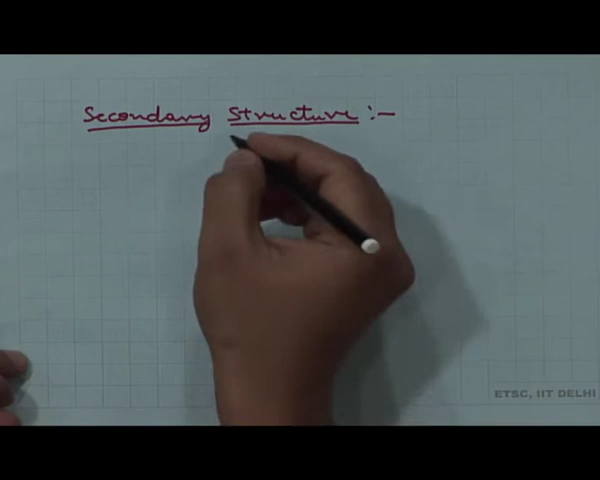 Secondary Structure :-
ETSC, IIT DELHI